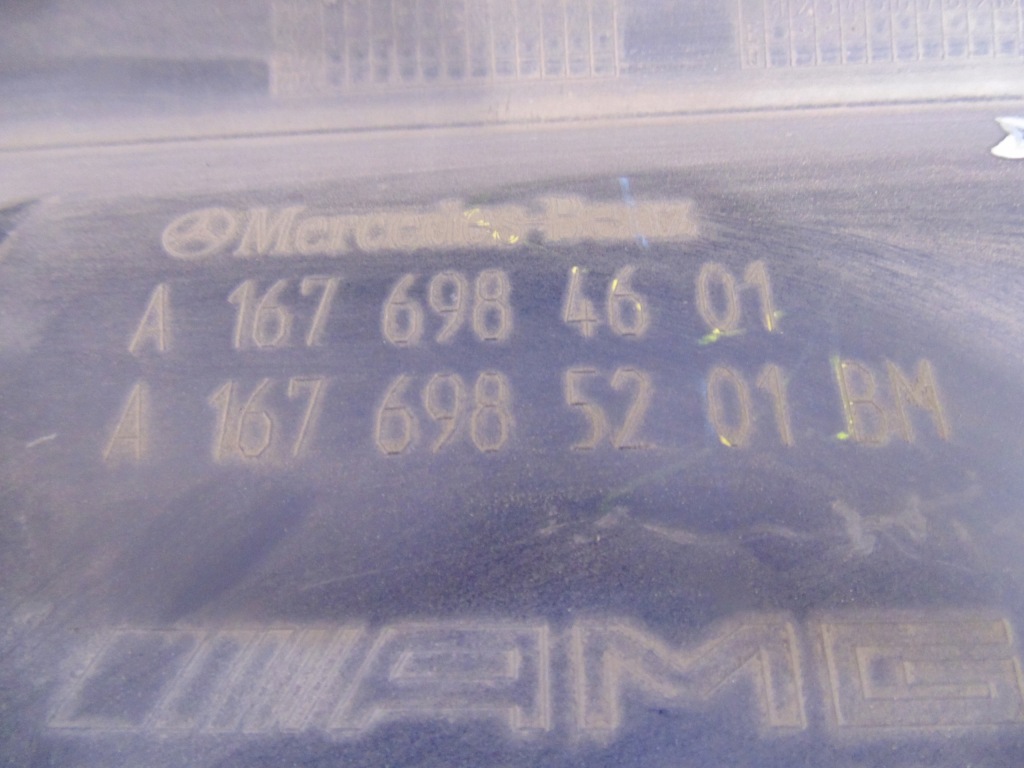 Mercedes-Benz
A 167 698 46 01
A 167 698 52 01 BM
AMG